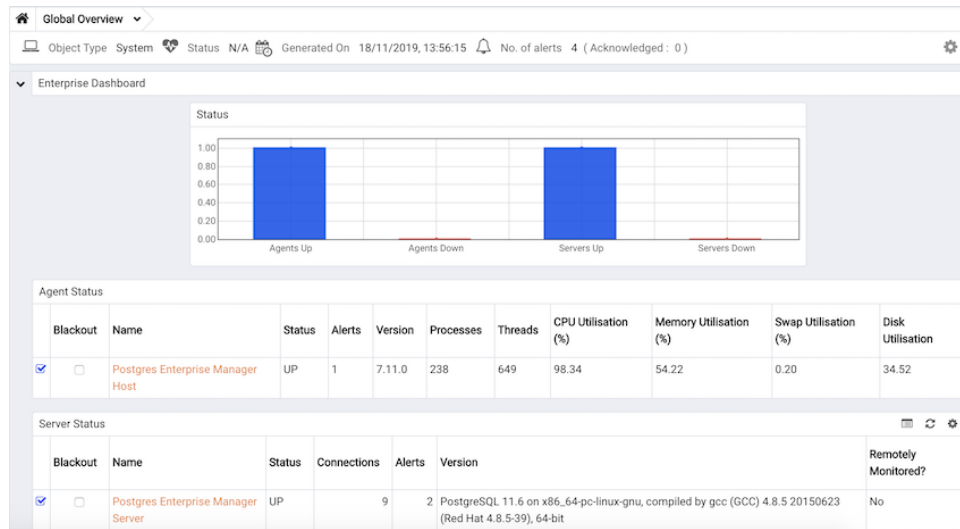 Global Overview
Object Type System Status N/A Generated On 18/11/2019, 13:56:15 No. of alerts 4 ( Acknowledged : 0 )
Enterprise Dashboard
Status
1.00
0.80
0.60
0.40
0.20
0.00
Agents Up Agents Down Servers Up Servers Down
Agent Status
Blackout Name Status Alerts Version Processes Threads CPU Utilisation (%) Memory Utilisation (%) Swap Utilisation (%) Disk Utilisation
Postgres Enterprise Manager UP 1 7.11.0 238 649 98.34 54.22 0.20 34.52
Host
Server Status
Blackout Name Status Connections Alerts Version Remotely Monitored?
Postgres Enterprise Manager UP 9 2 PostgreSQL 11.6 on x86_64-pc-linux-gnu, compiled by gcc (GCC) 4.8.5 20150623 No
Server (Red Hat 4.8.5-39), 64-bit